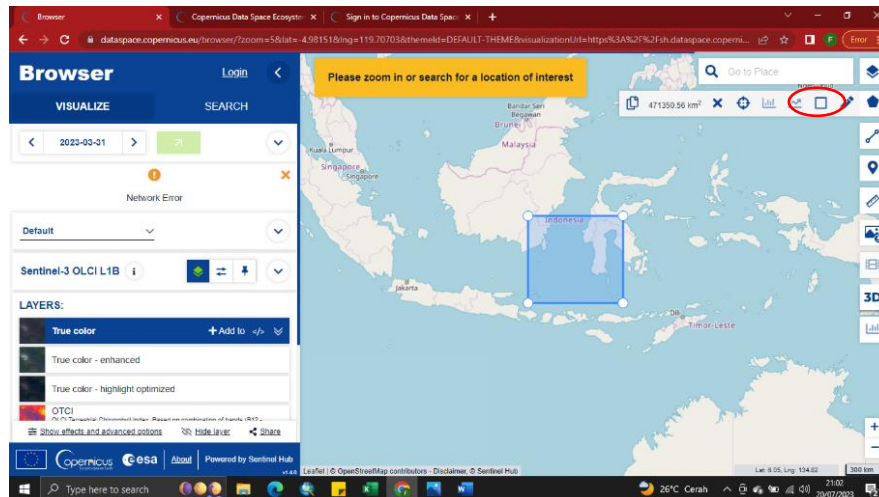 Browser
Copernicus Data Space Ecosyster
Sign in to Copernicus Data Space
dataspace.copernicus.eu/browser/?zoom=5&lat=-4.98151&lng=119.70703&themeId=DEFAULT-THEME&visualizationUrl=https%3A%2F%2Fsh.dataspace.coperni...
F
Error
Browser
Login
Please zoom in or search for a location of interest
Go to Place
VISUALIZE
SEARCH
471350.56 km²
2023-03-31
Network Error
Default
Sentinel-3 OLCI L1B
i
LAYERS:
True color
Add to
</>
True color - enhanced
True color - highlight optimized
OTCI
Show effects and advanced options
Hide layer
Share
Copernicus
esa
About
Powered by Sentinel Hub
Bandar Seri
Begawan
Brunei
Malaysia
Kuala Lumpur
Singapore
Singapore
Indonesia
Jakarta
Dili
Timor-Leste
3D
+
−
Leaflet | © OpenStreetMap contributors - Disclaimer, © Sentinel Hub
Lat: 8.05, Lng: 134.82
300 km
Type here to search
26°C Cerah
21:02
20/07/2023